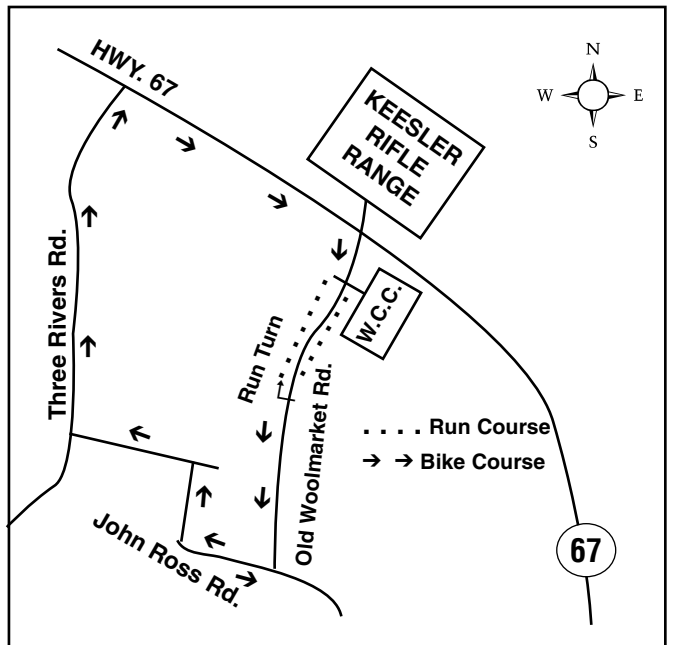 HWY. 67
N
W
E
S
KEESLER
RIFLE
RANGE
W.C.C.
Three Rivers Rd.
Run Turn
Old Woolmarket Rd.
. . . . Run Course
→ → Bike Course
John Ross Rd.
67